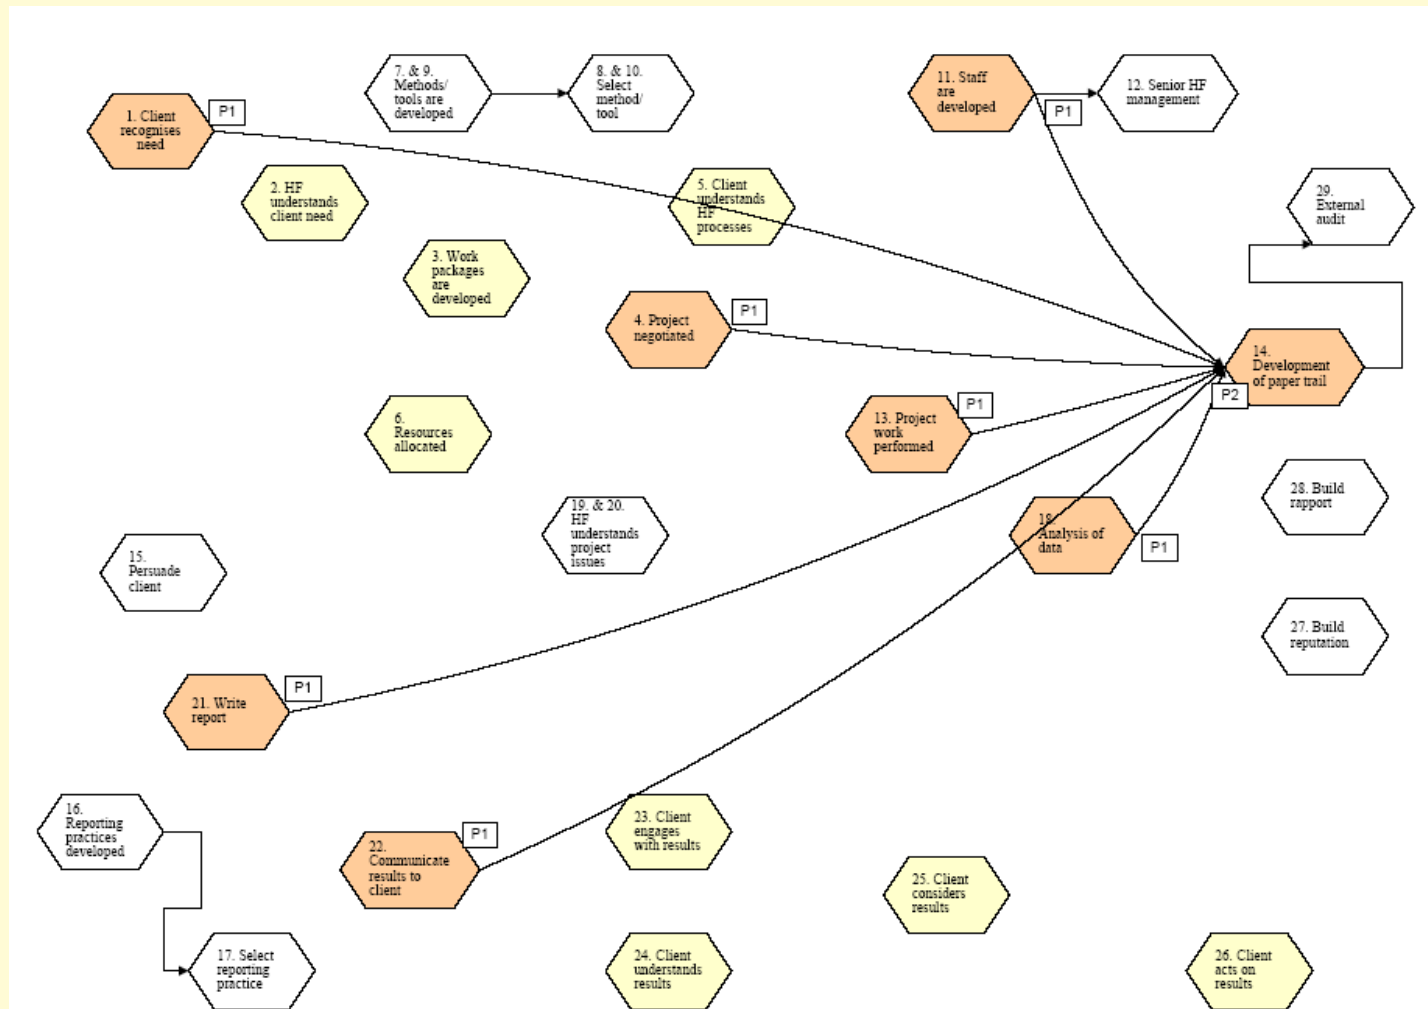 1. Client
recognises
need
P1
7. & 9.
Methods/
tools are
developed
8. & 10.
Select
method/
tool
11. Staff
are
developed
P1
12. Senior HF
management
2. HF
understands
client need
5. Client
understands
HF
processes
29.
External
audit
3. Work
packages
are
developed
4. Project
negotiated
P1
14.
Development
of paper trail
P2
6.
Resources
allocated
13. Project
work
performed
P1
19. & 20.
HF
understands
project
issues
18.
Analysis of
data
P1
28. Build
rapport
15.
Persuade
client
27. Build
reputation
21. Write
report
P1
16.
Reporting
practices
developed
22.
Communicate
results to
client
P1
23. Client
engages
with results
25. Client
considers
results
17. Select
reporting
practice
24. Client
understands
results
26. Client
acts on
results